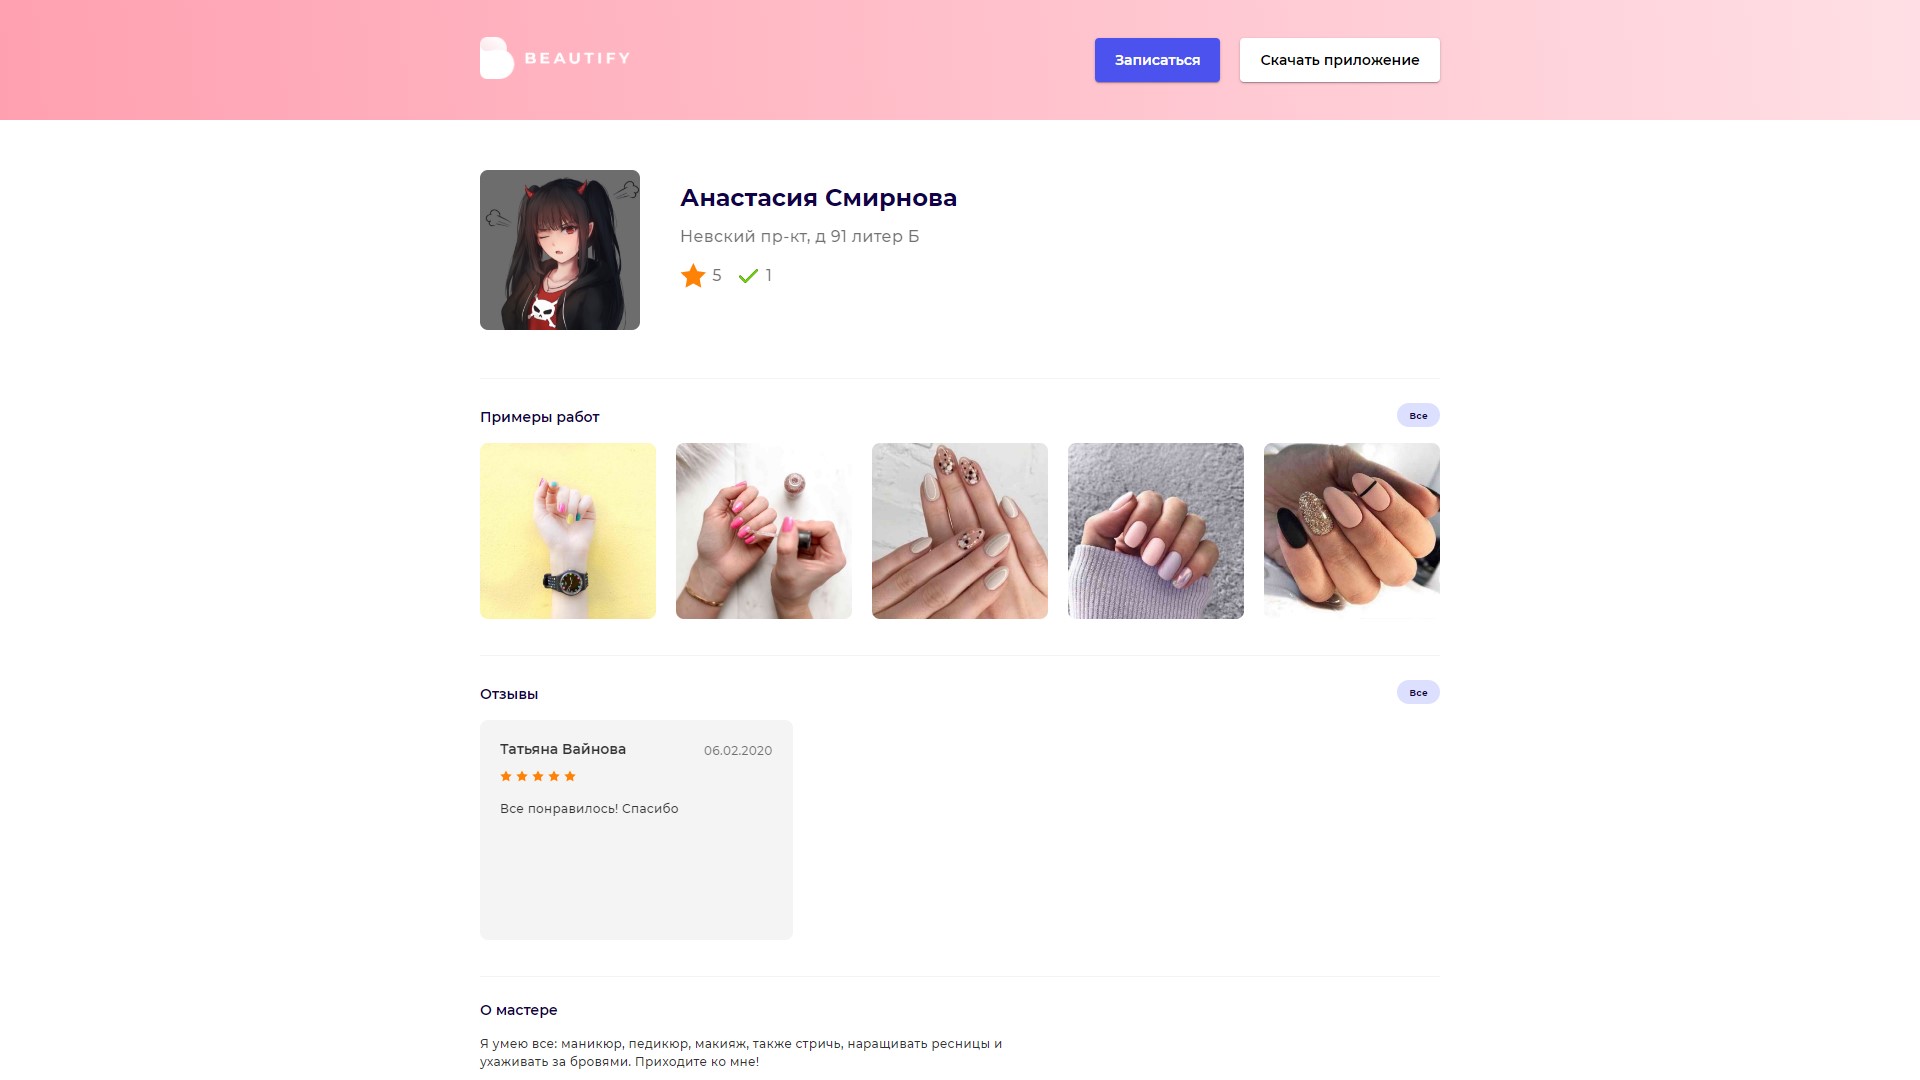 BEAUTIFY
Записаться
Скачать приложение
Анастасия Смирнова
Невский пр-кт, д 91 литер Б
5
1
Примеры работ
Все
Отзывы
Все
Татьяна Вайнова
06.02.2020
Все понравилось! Спасибо
О мастере
Я умею все: маникюр, педикюр, макияж, также стричь, наращивать ресницы и
ухаживать за бровями. Приходите ко мне!